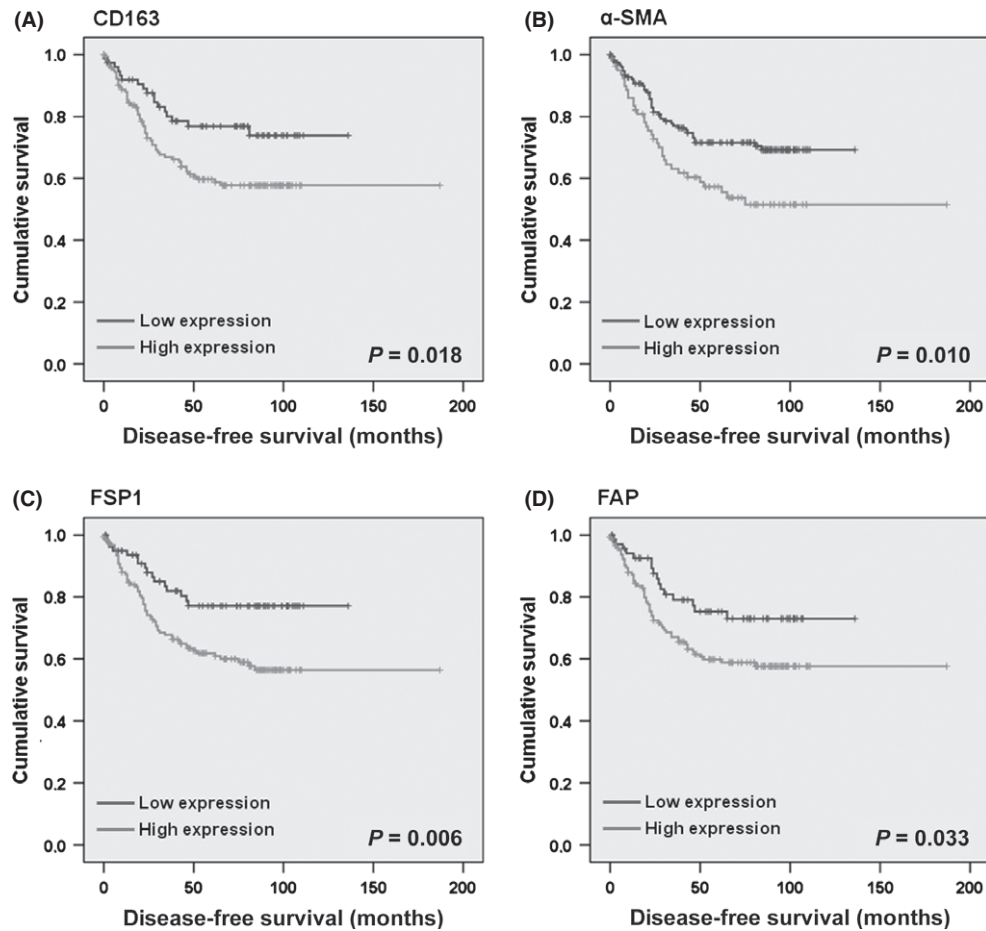 (A) CD163
Cumulative survival
1.0
0.8
0.6
0.4
0.2
0.0
Low expression
High expression
P = 0.018
0 50 100 150 200
Disease-free survival (months)
(B) α-SMA
Cumulative survival
1.0
0.8
0.6
0.4
0.2
0.0
Low expression
High expression
P = 0.010
0 50 100 150 200
Disease-free survival (months)
(C) FSP1
Cumulative survival
1.0
0.8
0.6
0.4
0.2
0.0
Low expression
High expression
P = 0.006
0 50 100 150 200
Disease-free survival (months)
(D) FAP
Cumulative survival
1.0
0.8
0.6
0.4
0.2
0.0
Low expression
High expression
P = 0.033
0 50 100 150 200
Disease-free survival (months)